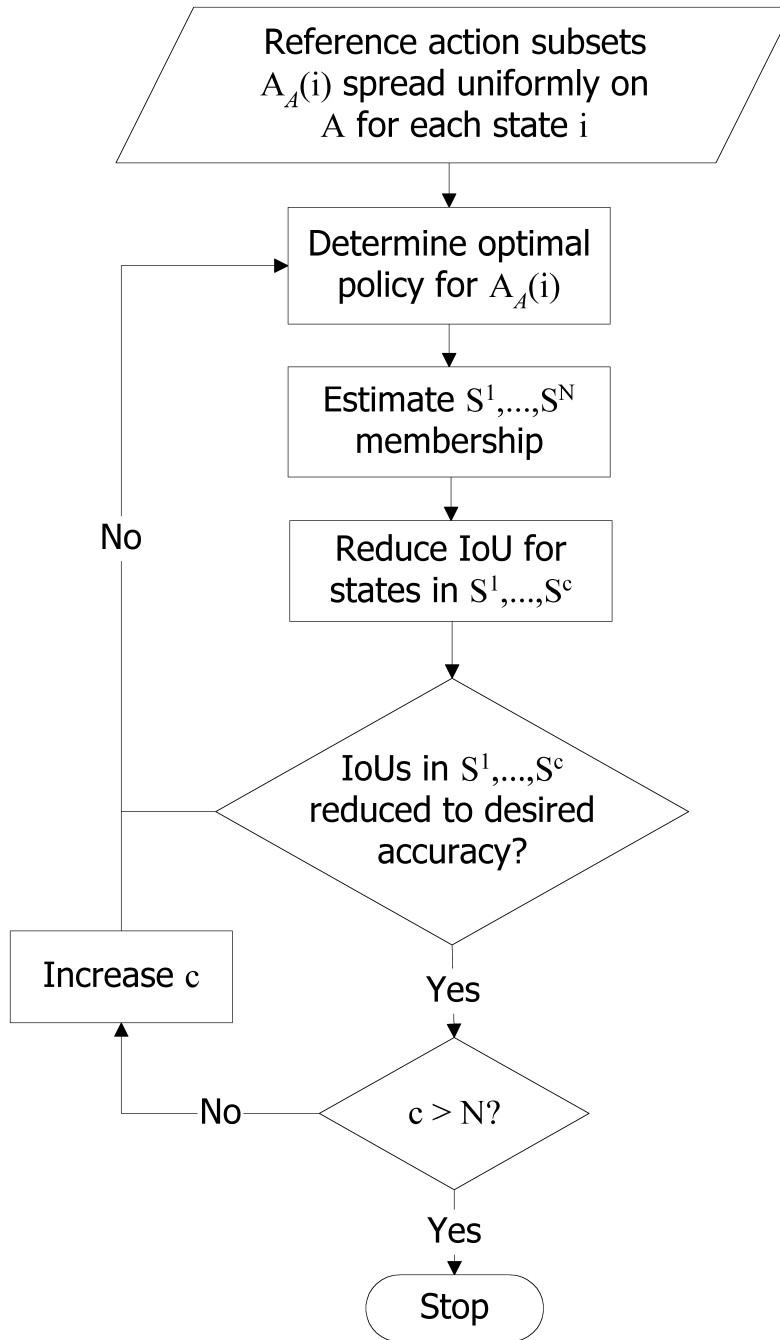 Reference action subsets
A_A(i) spread uniformly on
A for each state i
Determine optimal
policy for A_A(i)
Estimate S¹,...,Sᴺ
membership
No
Reduce IoU for
states in S¹,...,Sᶜ
IoUs in S¹,...,Sᶜ
reduced to desired
accuracy?
Increase c
Yes
No
c > N?
Yes
Stop